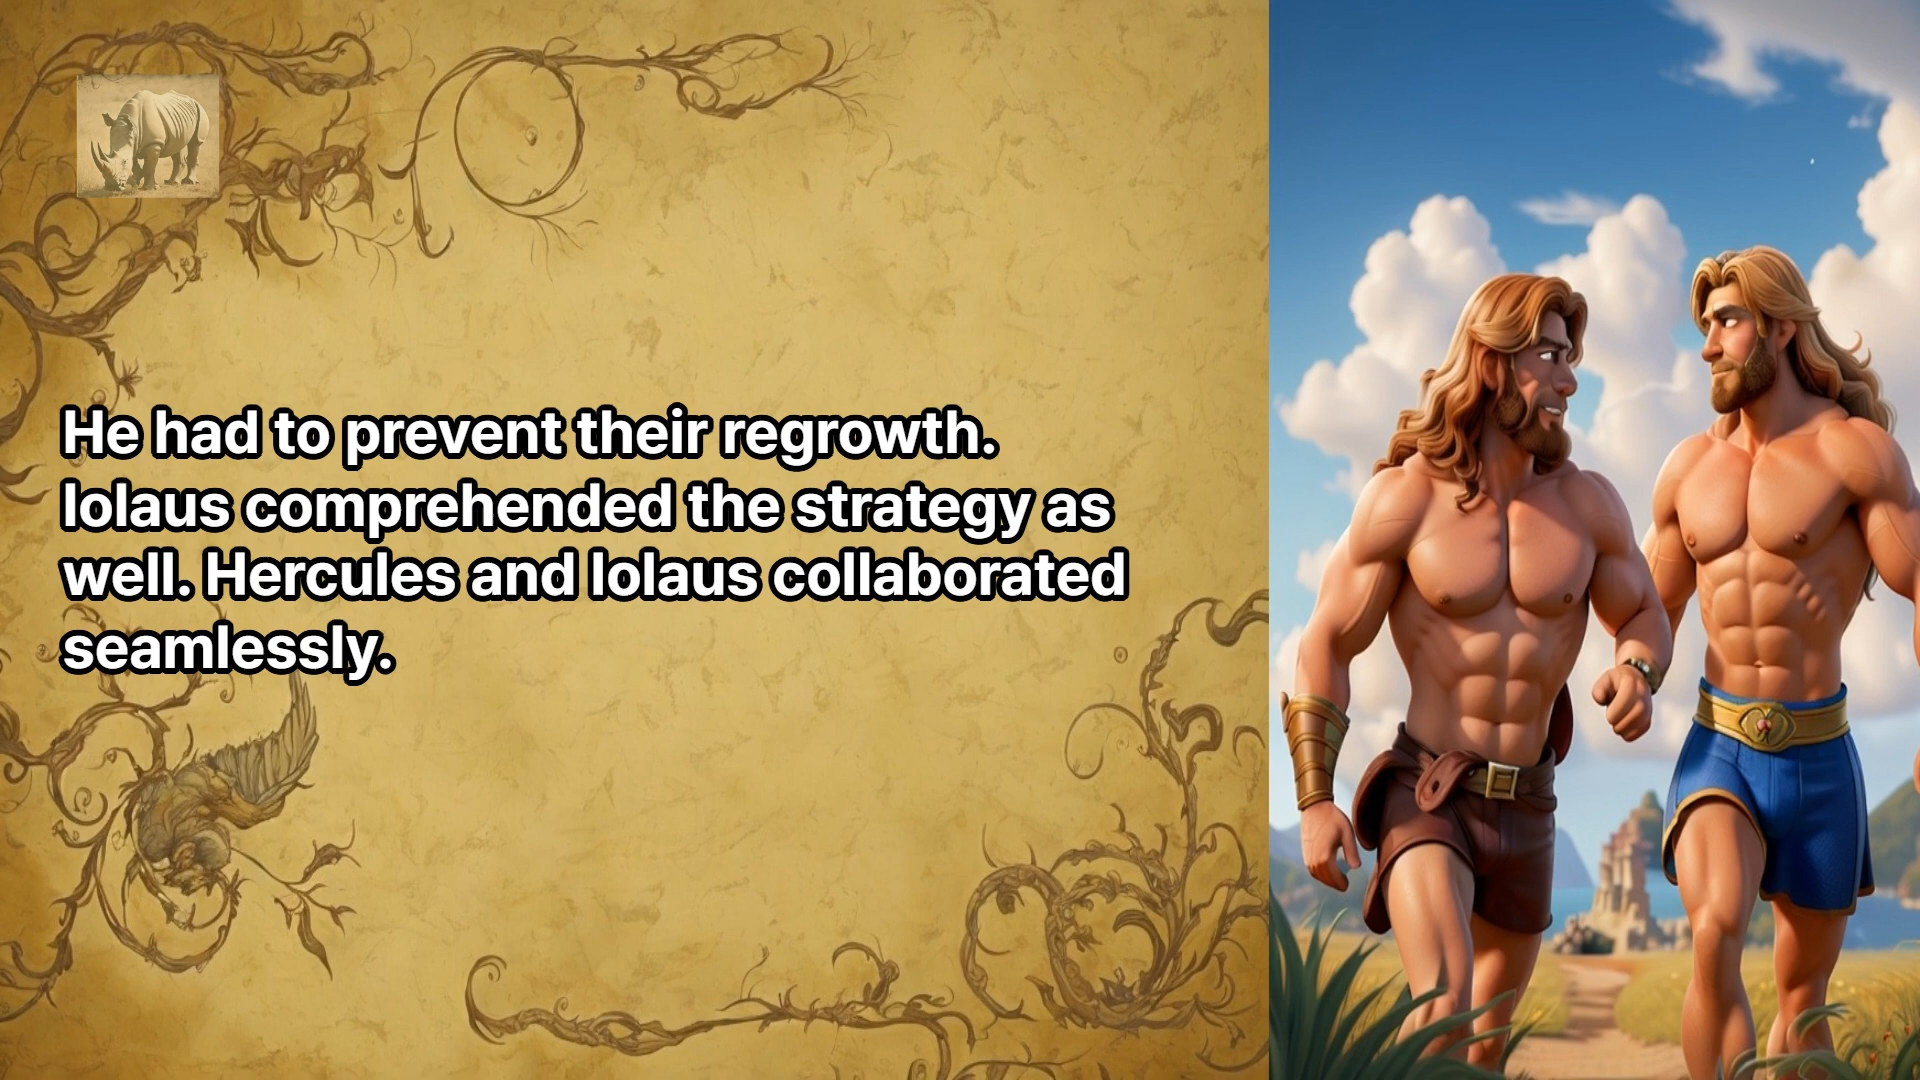 He had to prevent their regrowth.
Iolaus comprehended the strategy as
well. Hercules and Iolaus collaborated
seamlessly.